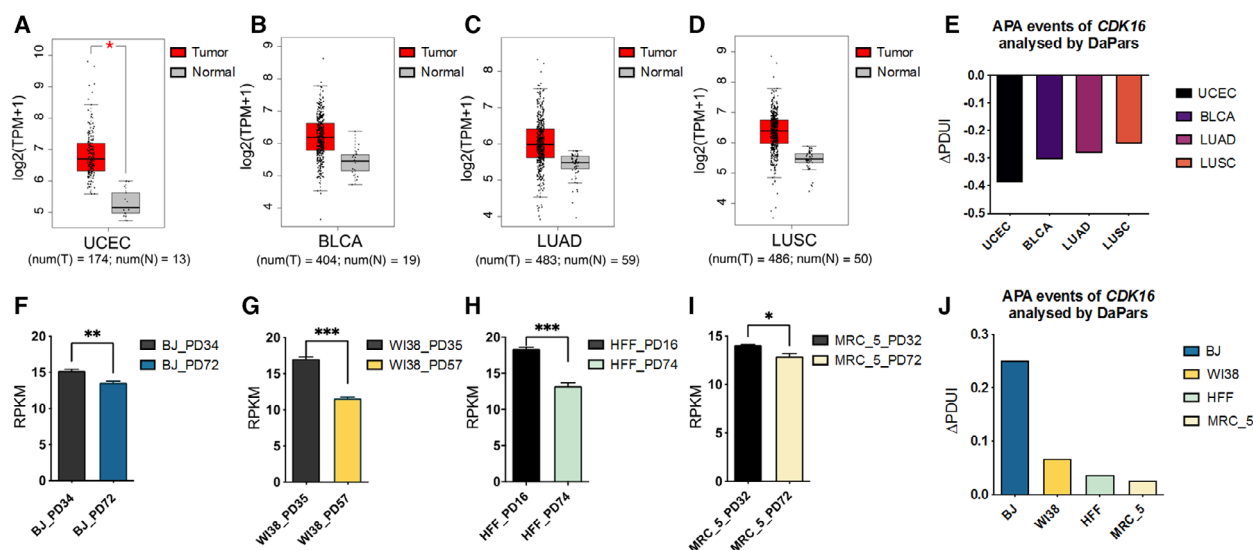 A
10
9
8
7
6
5
log2(TPM+1)
*
Tumor
Normal
UCEC
(num(T) = 174; num(N) = 13)
B
9
8
7
6
5
4
log2(TPM+1)
Tumor
Normal
BLCA
(num(T) = 404; num(N) = 19)
C
9
8
7
6
5
4
log2(TPM+1)
Tumor
Normal
LUAD
(num(T) = 483; num(N) = 59)
D
9
8
7
6
5
4
log2(TPM+1)
Tumor
Normal
LUSC
(num(T) = 486; num(N) = 50)
E
APA events of CDK16
analysed by DaPars
0.0
-0.1
-0.2
-0.3
-0.4
-0.5
ΔPDUI
UCEC
BLCA
LUAD
LUSC
UCEC
BLCA
LUAD
LUSC
F
20
15
10
5
0
RPKM
**
BJ_PD34
BJ_PD72
BJ_PD34
BJ_PD72
G
20
15
10
5
0
RPKM
***
WI38_PD35
WI38_PD57
WI38_PD35
WI38_PD57
H
20
15
10
5
0
RPKM
***
HFF_PD16
HFF_PD74
HFF_PD16
HFF_PD74
I
15
10
5
0
RPKM
*
MRC_5_PD32
MRC_5_PD72
MRC_5_PD32
MRC_5_PD72
J
APA events of CDK16
analysed by DaPars
0.3
0.2
0.1
0.0
ΔPDUI
BJ
WI38
HFF
MRC_5
BJ
WI38
HFF
MRC_5